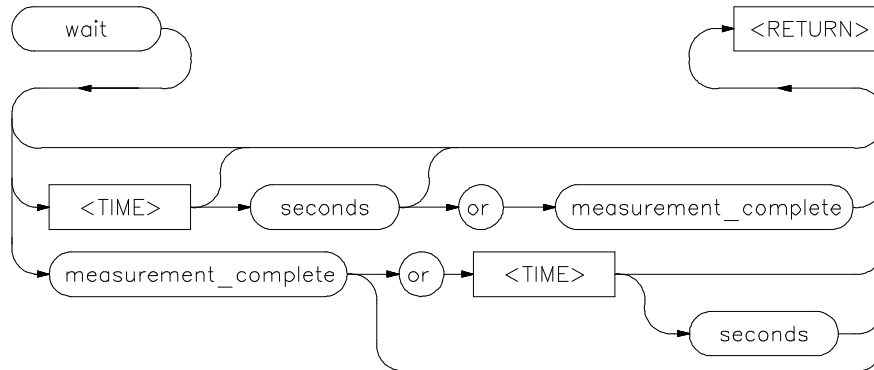 wait
<RETURN>
<TIME>
seconds
or
measurement_complete
measurement_complete
or
<TIME>
seconds